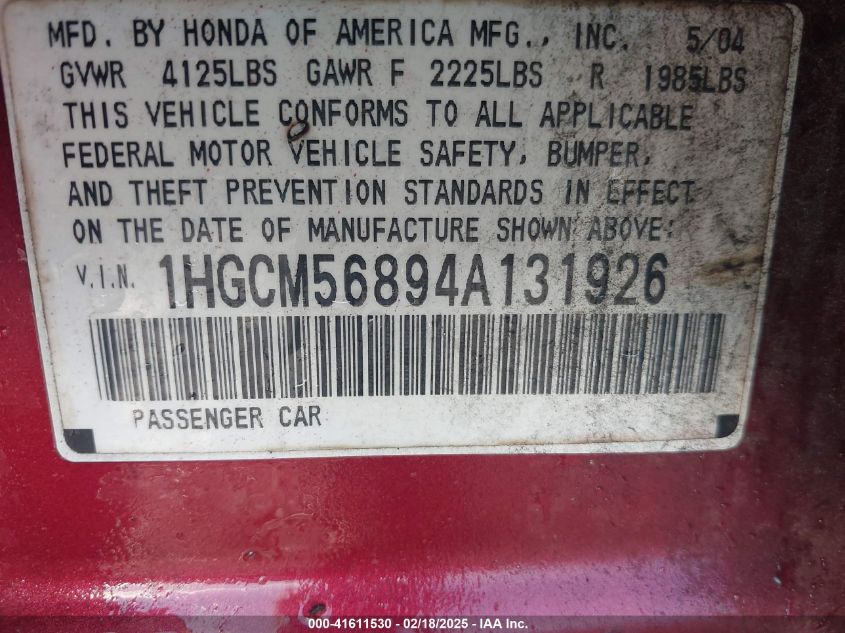 MFD. BY HONDA OF AMERICA MFG., INC. 5/04
GVWR 4125LBS GAWR F 2225LBS R 1985LBS
THIS VEHICLE CONFORMS TO ALL APPLICABLE
FEDERAL MOTOR VEHICLE SAFETY, BUMPER,
AND THEFT PREVENTION STANDARDS IN EFFECT
ON THE DATE OF MANUFACTURE SHOWN ABOVE:
V.I.N. 1HGCM56894A131926
PASSENGER CAR
000-41611530 - 02/18/2025 - IAA Inc.